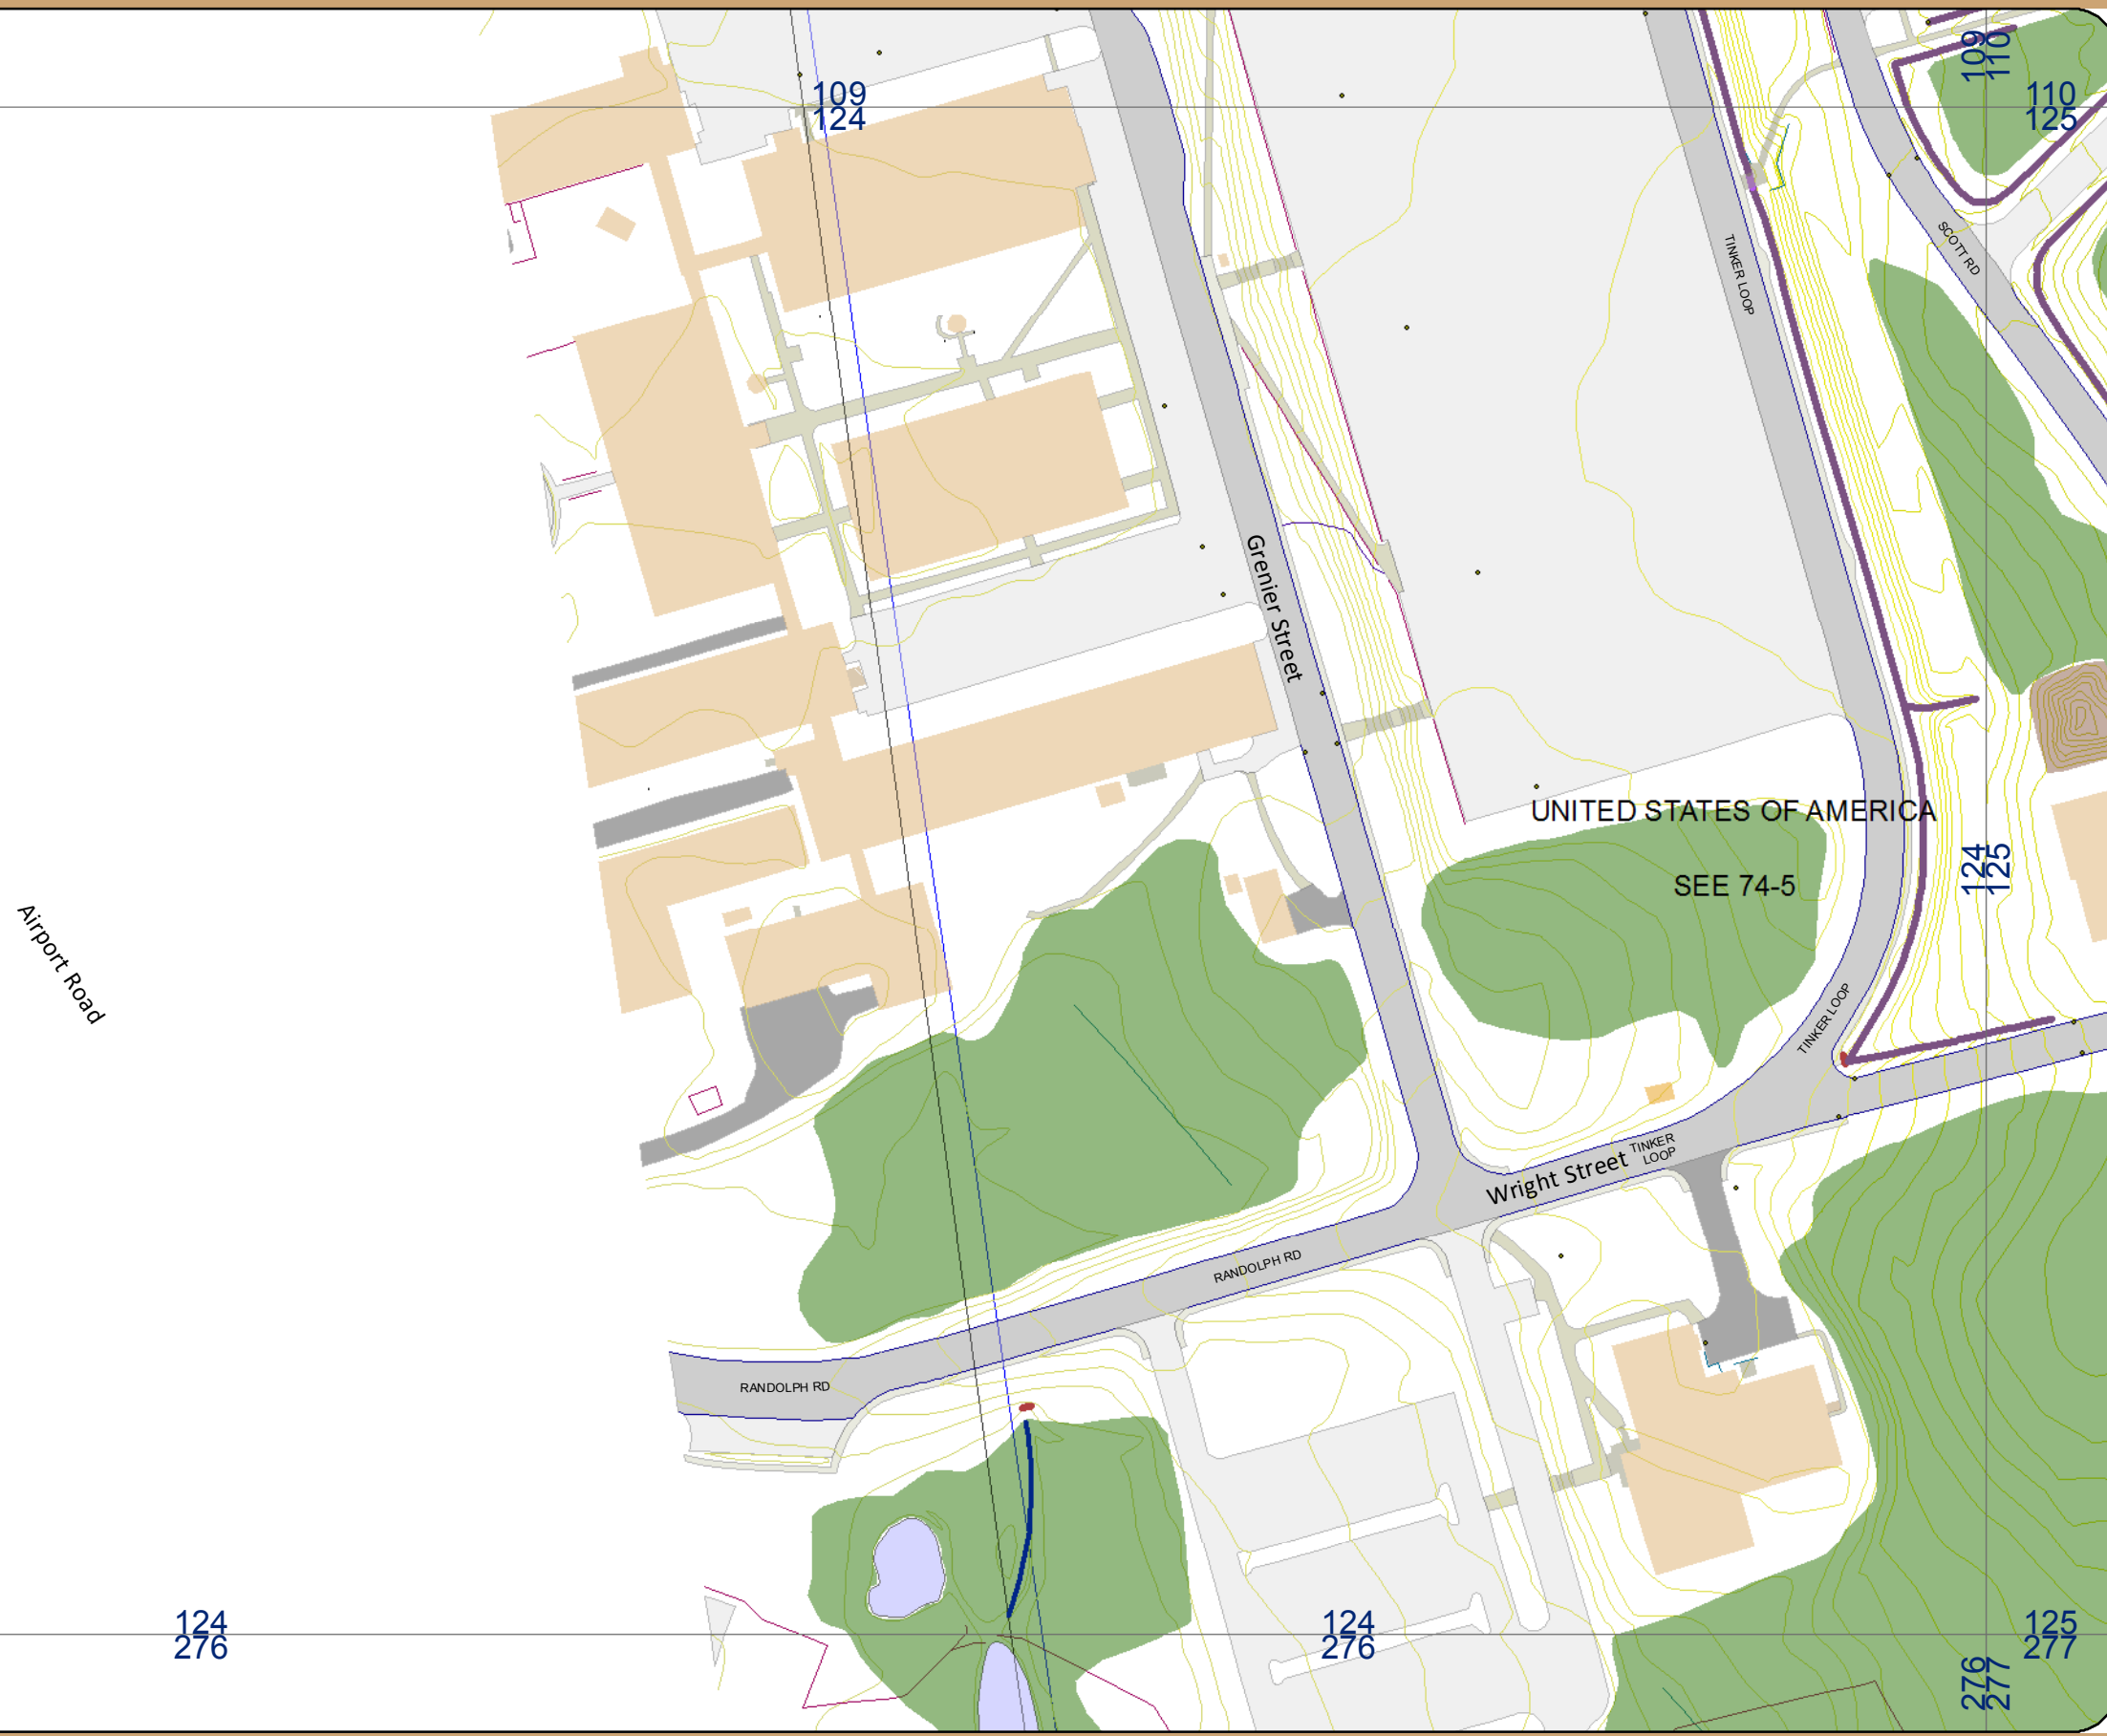 109
110
109
124
110
125
SCOTT RD
TINKER LOOP
Grenier Street
UNITED STATES OF AMERICA
124
125
SEE 74-5
Airport Road
TINKER LOOP
TINKER
LOOP
Wright Street
RANDOLPH RD
RANDOLPH RD
124
276
124
276
125
277
276
277